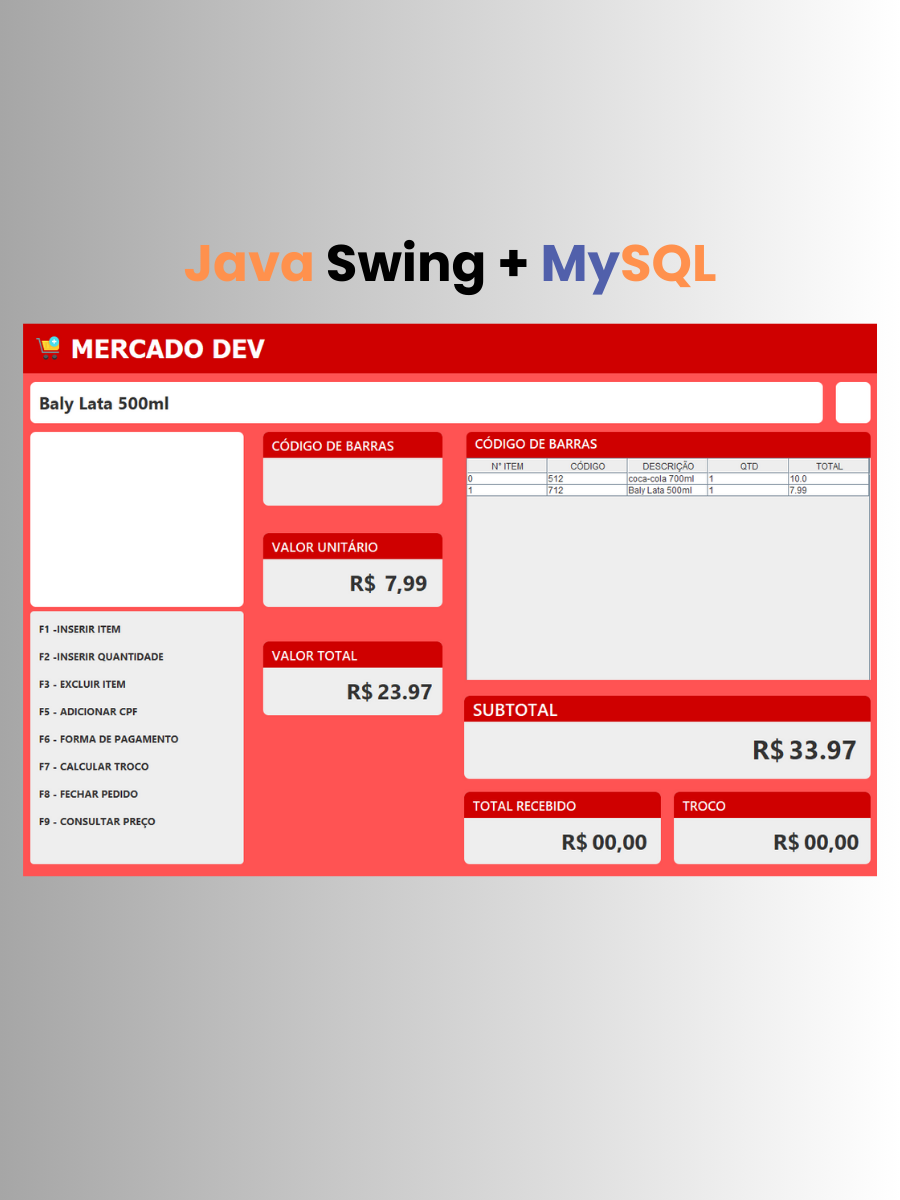 Java Swing + MySQL
MERCADO DEV
Baly Lata 500ml
CÓDIGO DE BARRAS
VALOR UNITÁRIO
R$ 7,99
VALOR TOTAL
R$ 23.97
F1 -INSERIR ITEM
F2 -INSERIR QUANTIDADE
F3 - EXCLUIR ITEM
F5 - ADICIONAR CPF
F6 - FORMA DE PAGAMENTO
F7 - CALCULAR TROCO
F8 - FECHAR PEDIDO
F9 - CONSULTAR PREÇO
CÓDIGO DE BARRAS
N° ITEM CÓDIGO DESCRIÇÃO QTD TOTAL
0 512 coca-cola 700ml 1 10.0
1 712 Baly Lata 500ml 1 7.99
SUBTOTAL
R$ 33.97
TOTAL RECEBIDO
R$ 00,00
TROCO
R$ 00,00